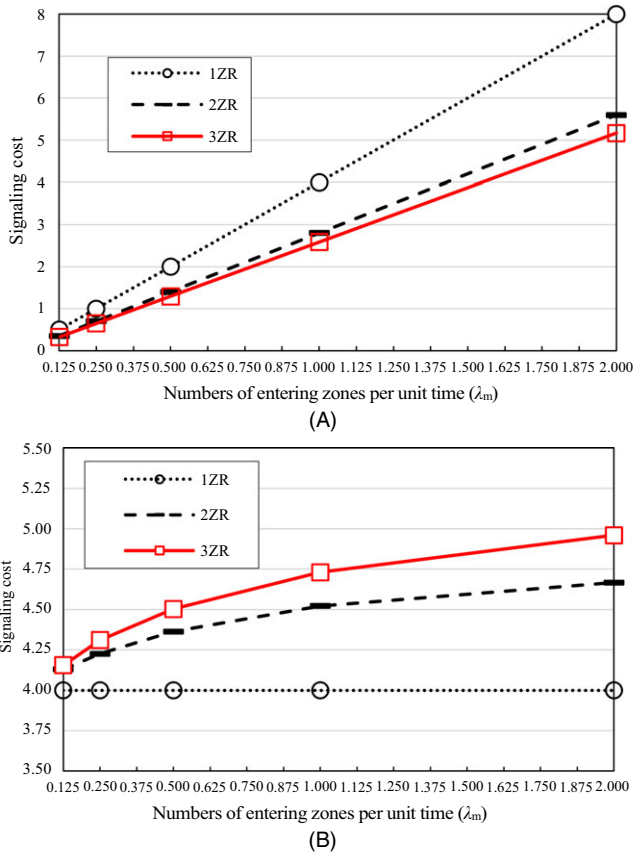 8
7
6
5
4
3
2
1
0
Signaling cost
1ZR
2ZR
3ZR
0.125 0.250 0.375 0.500 0.625 0.750 0.875 1.000 1.125 1.250 1.375 1.500 1.625 1.750 1.875 2.000
Numbers of entering zones per unit time (λm)
(A)
5.50
5.25
5.00
4.75
4.50
4.25
4.00
3.75
3.50
Signaling cost
1ZR
2ZR
3ZR
0.125 0.250 0.375 0.500 0.625 0.750 0.875 1.000 1.125 1.250 1.375 1.500 1.625 1.750 1.875 2.000
Numbers of entering zones per unit time (λm)
(B)